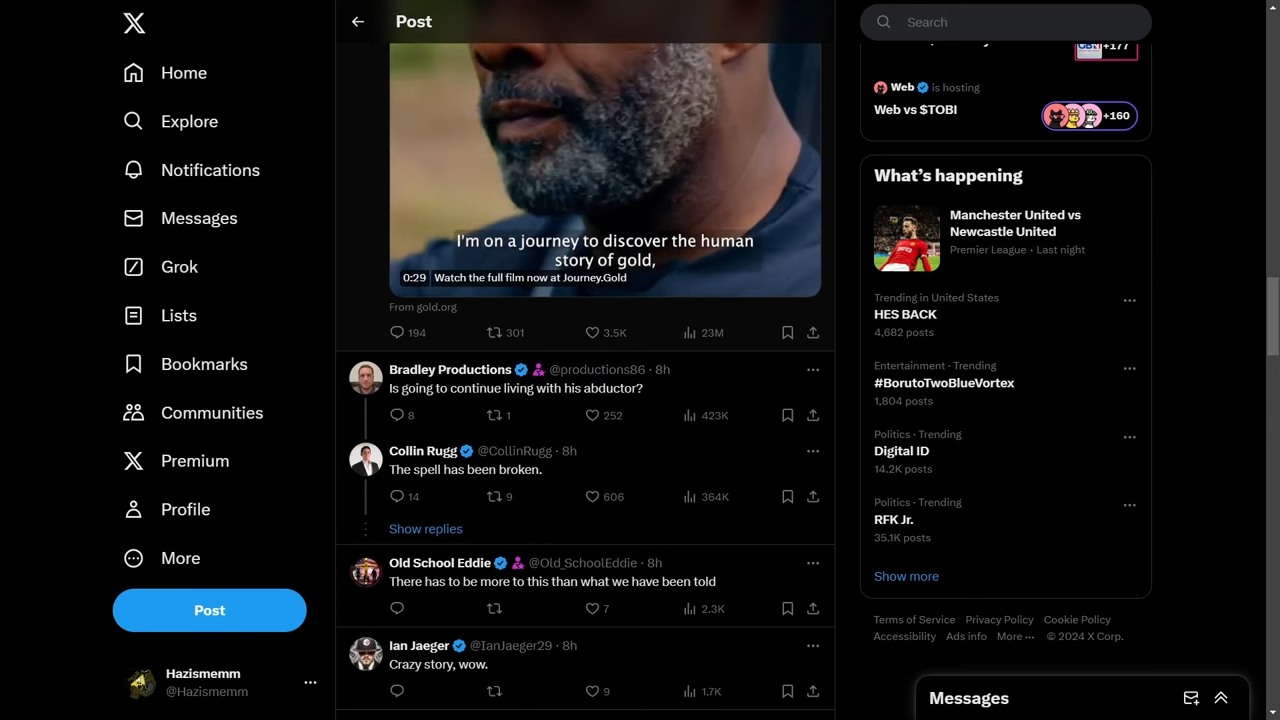 Home
Explore
Notifications
Messages
Grok
Lists
Bookmarks
Communities
Premium
Profile
More
Post
Hazismemm
@Hazismemm
Post
I'm on a journey to discover the human
story of gold,
0:29 Watch the full film now at Journey.Gold
From gold.org
194 301 3.5K 23M
Bradley Productions @productions86 · 8h
Is going to continue living with his abductor?
8 1 252 423K
Collin Rugg @CollinRugg · 8h
The spell has been broken.
14 9 606 364K
Show replies
Old School Eddie @Old_SchoolEddie · 8h
There has to be more to this than what we have been told
7 2.3K
Ian Jaeger @IanJaeger29 · 8h
Crazy story, wow.
9 1.7K
Search
+177
Web is hosting
Web vs $TOBI
+160
What's happening
Manchester United vs
Newcastle United
Premier League · Last night
Trending in United States
HES BACK
4,682 posts
Entertainment · Trending
#BorutoTwoBlueVortex
1,804 posts
Politics · Trending
Digital ID
14.2K posts
Politics · Trending
RFK Jr.
35.1K posts
Show more
Terms of Service Privacy Policy Cookie Policy
Accessibility Ads info More ··· © 2024 X Corp.
Messages